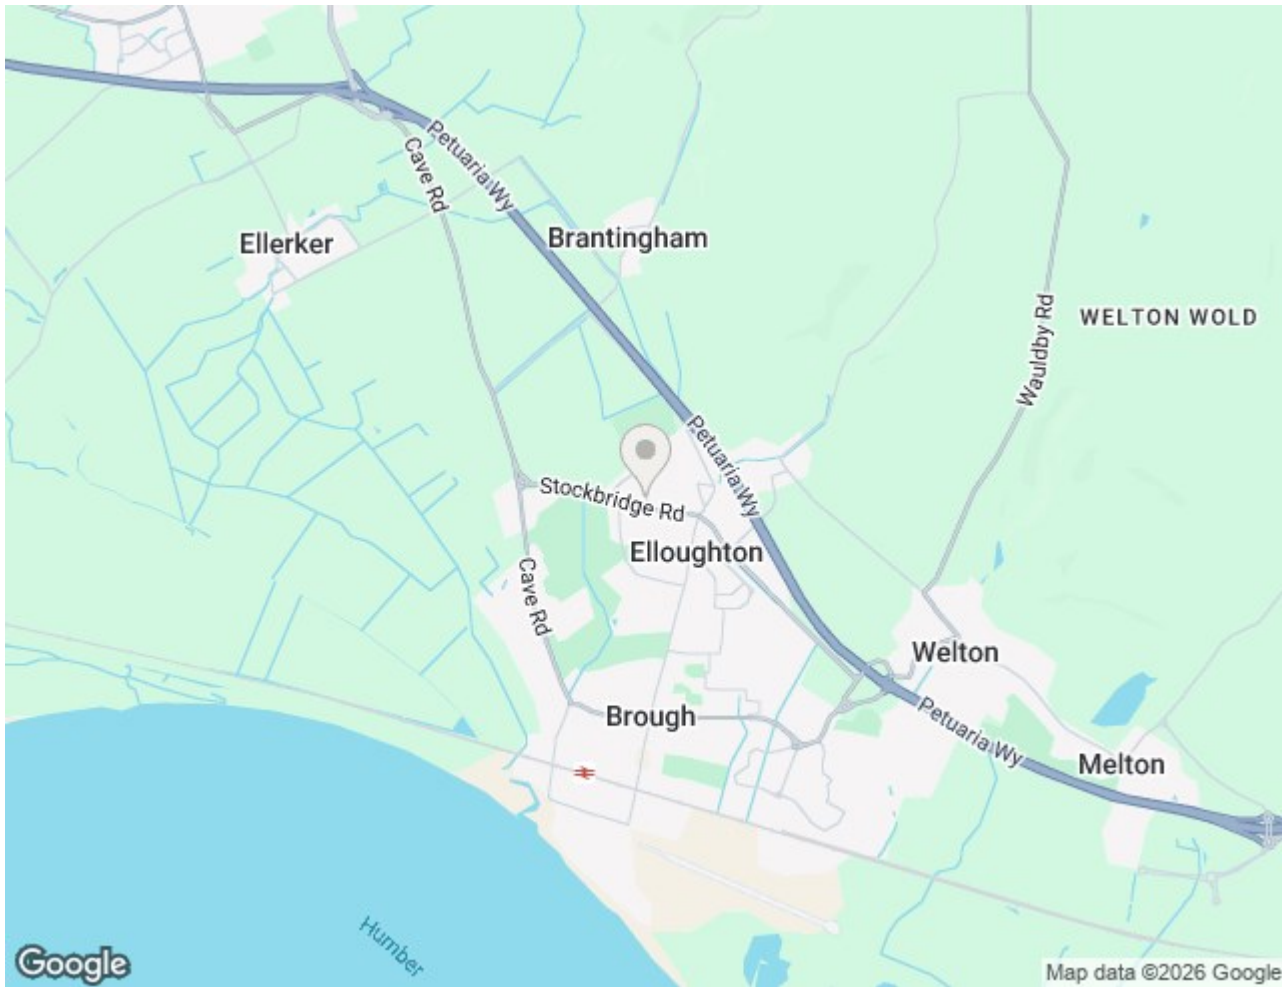 Petuaria Wy
Cave Rd
Ellerker
Brantingham
WELTON WOLD
Wauldby Rd
Petuaria Wy
Stockbridge Rd
Elloughton
Cave Rd
Welton
Brough
Petuaria Wy
Melton
Humber
Google
Map data ©2026 Google